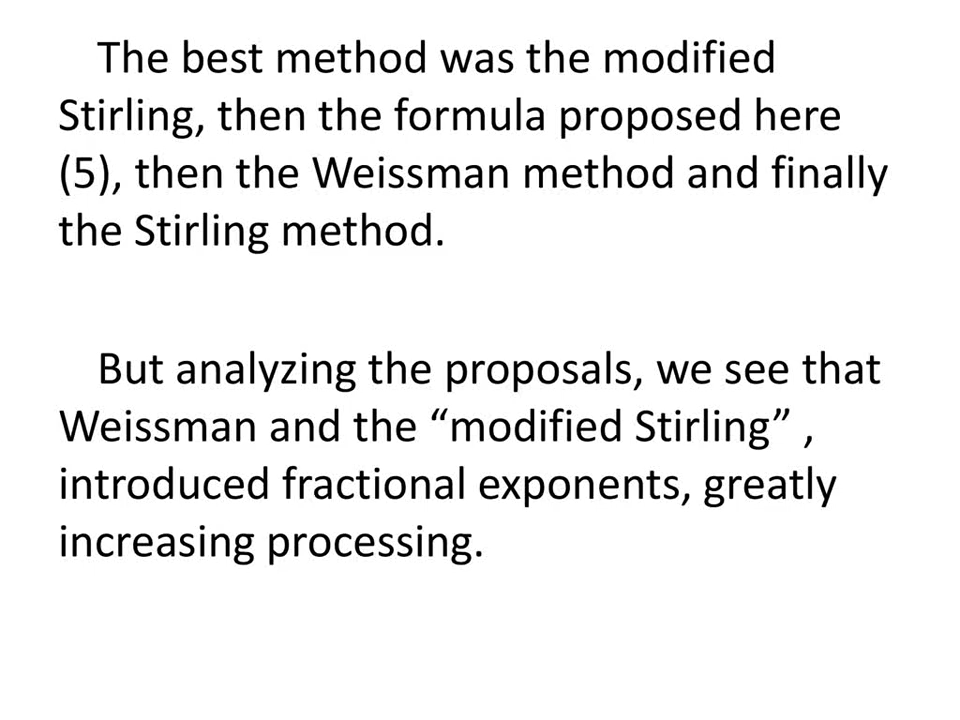 The best method was the modified
Stirling, then the formula proposed here
(5), then the Weissman method and finally
the Stirling method.
But analyzing the proposals, we see that
Weissman and the “modified Stirling” ,
introduced fractional exponents, greatly
increasing processing.